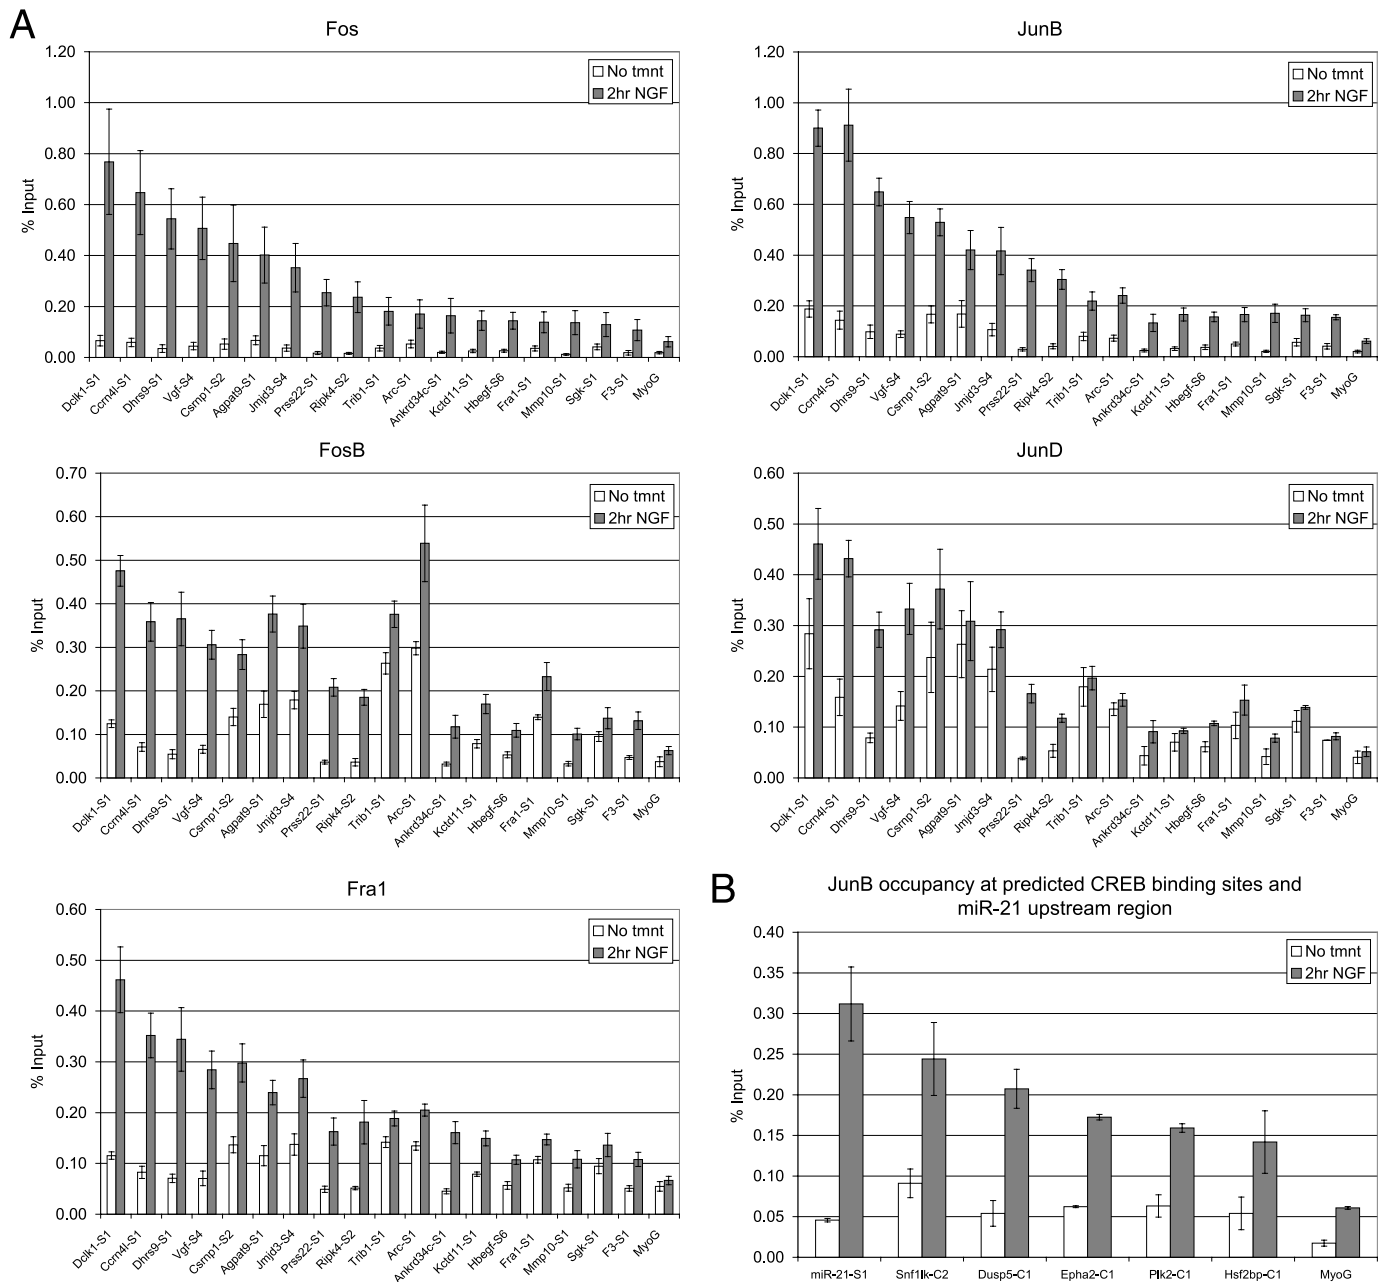 A
Fos
1.20
1.00
0.80
0.60
0.40
0.20
0.00
% Input
No tmnt
2hr NGF
Dclk1-S1
Ccrn4l-S1
Dhrs9-S1
Vgf-S4
Csrnp1-S2
Agpat9-S1
Jmjd3-S4
Prss22-S1
Ripk4-S2
Trib1-S1
Arc-S1
Ankrd34c-S1
Kctd11-S1
Hbegf-S6
Fra1-S1
Mmp10-S1
Sgk-S1
F3-S1
MyoG
JunB
1.20
1.00
0.80
0.60
0.40
0.20
0.00
% Input
No tmnt
2hr NGF
Dclk1-S1
Ccrn4l-S1
Dhrs9-S1
Vgf-S4
Csrnp1-S2
Agpat9-S1
Jmjd3-S4
Prss22-S1
Ripk4-S2
Trib1-S1
Arc-S1
Ankrd34c-S1
Kctd11-S1
Hbegf-S6
Fra1-S1
Mmp10-S1
Sgk-S1
F3-S1
MyoG
FosB
0.70
0.60
0.50
0.40
0.30
0.20
0.10
0.00
% Input
No tmnt
2hr NGF
Dclk1-S1
Ccrn4l-S1
Dhrs9-S1
Vgf-S4
Csrnp1-S2
Agpat9-S1
Jmjd3-S4
Prss22-S1
Ripk4-S2
Trib1-S1
Arc-S1
Ankrd34c-S1
Kctd11-S1
Hbegf-S6
Fra1-S1
Mmp10-S1
Sgk-S1
F3-S1
MyoG
JunD
0.60
0.50
0.40
0.30
0.20
0.10
0.00
% Input
No tmnt
2hr NGF
Dclk1-S1
Ccrn4l-S1
Dhrs9-S1
Vgf-S4
Csrnp1-S2
Agpat9-S1
Jmjd3-S4
Prss22-S1
Ripk4-S2
Trib1-S1
Arc-S1
Ankrd34c-S1
Kctd11-S1
Hbegf-S6
Fra1-S1
Mmp10-S1
Sgk-S1
F3-S1
MyoG
Fra1
0.60
0.50
0.40
0.30
0.20
0.10
0.00
% Input
No tmnt
2hr NGF
Dclk1-S1
Ccrn4l-S1
Dhrs9-S1
Vgf-S4
Csrnp1-S2
Agpat9-S1
Jmjd3-S4
Prss22-S1
Ripk4-S2
Trib1-S1
Arc-S1
Ankrd34c-S1
Kctd11-S1
Hbegf-S6
Fra1-S1
Mmp10-S1
Sgk-S1
F3-S1
MyoG
B
JunB occupancy at predicted CREB binding sites and
miR-21 upstream region
0.40
0.35
0.30
0.25
0.20
0.15
0.10
0.05
0.00
% Input
No tmnt
2hr NGF
miR-21-S1
Snf1lk-C2
Dusp5-C1
Epha2-C1
Plk2-C1
Hsf2bp-C1
MyoG